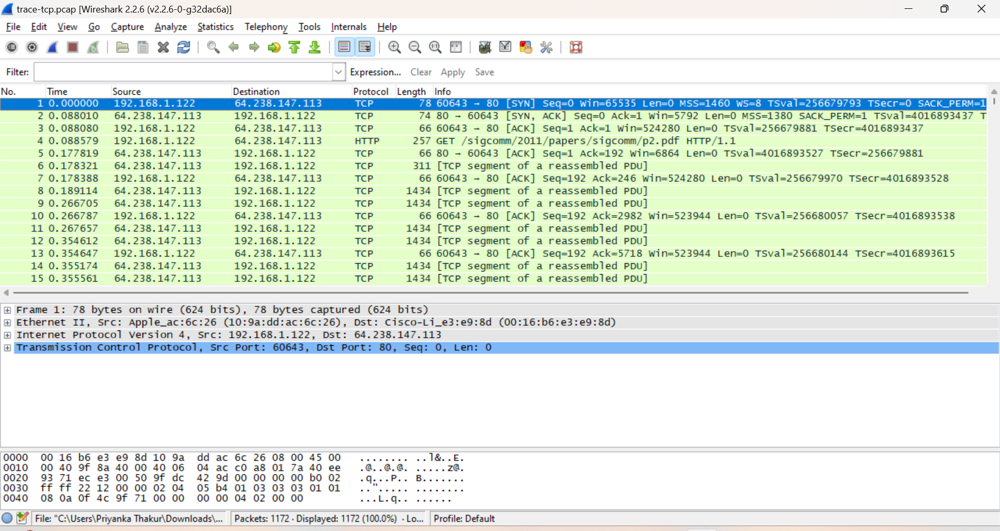 trace-tcp.pcap [Wireshark 2.2.6 (v2.2.6-0-g32dac6a)]
File Edit View Go Capture Analyze Statistics Telephony Tools Internals Help
Filter: Expression... Clear Apply Save
No. Time Source Destination Protocol Length Info
1 0.000000 192.168.1.122 64.238.147.113 TCP 78 60643 → 80 [SYN] Seq=0 Win=65535 Len=0 MSS=1460 WS=8 TSval=256679793 TSecr=0 SACK_PERM=1
2 0.088010 64.238.147.113 192.168.1.122 TCP 74 80 → 60643 [SYN, ACK] Seq=0 Ack=1 Win=5792 Len=0 MSS=1380 SACK_PERM=1 TSval=4016893437 T
3 0.088080 192.168.1.122 64.238.147.113 TCP 66 60643 → 80 [ACK] Seq=1 Ack=1 Win=524280 Len=0 TSval=256679881 TSecr=4016893437
4 0.088579 192.168.1.122 64.238.147.113 HTTP 257 GET /sigcomm/2011/papers/sigcomm/p2.pdf HTTP/1.1
5 0.177819 64.238.147.113 192.168.1.122 TCP 66 80 → 60643 [ACK] Seq=1 Ack=192 Win=6864 Len=0 TSval=4016893527 TSecr=256679881
6 0.178321 64.238.147.113 192.168.1.122 TCP 311 [TCP segment of a reassembled PDU]
7 0.178388 192.168.1.122 64.238.147.113 TCP 66 60643 → 80 [ACK] Seq=192 Ack=246 Win=524280 Len=0 TSval=256679970 TSecr=4016893528
8 0.189114 64.238.147.113 192.168.1.122 TCP 1434 [TCP segment of a reassembled PDU]
9 0.266705 64.238.147.113 192.168.1.122 TCP 1434 [TCP segment of a reassembled PDU]
10 0.266787 192.168.1.122 64.238.147.113 TCP 66 60643 → 80 [ACK] Seq=192 Ack=2982 Win=523944 Len=0 TSval=256680057 TSecr=4016893538
11 0.267657 64.238.147.113 192.168.1.122 TCP 1434 [TCP segment of a reassembled PDU]
12 0.354612 64.238.147.113 192.168.1.122 TCP 1434 [TCP segment of a reassembled PDU]
13 0.354647 192.168.1.122 64.238.147.113 TCP 66 60643 → 80 [ACK] Seq=192 Ack=5718 Win=523944 Len=0 TSval=256680144 TSecr=4016893615
14 0.355174 64.238.147.113 192.168.1.122 TCP 1434 [TCP segment of a reassembled PDU]
15 0.355561 64.238.147.113 192.168.1.122 TCP 1434 [TCP segment of a reassembled PDU]
Frame 1: 78 bytes on wire (624 bits), 78 bytes captured (624 bits)
Ethernet II, Src: Apple_ac:6c:26 (10:9a:dd:ac:6c:26), Dst: Cisco-Li_e3:e9:8d (00:16:b6:e3:e9:8d)
Internet Protocol Version 4, Src: 192.168.1.122, Dst: 64.238.147.113
Transmission Control Protocol, Src Port: 60643, Dst Port: 80, Seq: 0, Len: 0
0000 00 16 b6 e3 e9 8d 10 9a dd ac 6c 26 08 00 45 00 ........ ..l&..E.
0010 00 40 9f 8a 40 00 40 06 04 ac c0 a8 01 7a 40 ee .@..@.@. .....z@.
0020 93 71 ec e3 00 50 9f dc 42 9d 00 00 00 00 b0 02 .q...P.. B.......
0030 ff ff 22 12 00 00 02 04 05 b4 01 03 03 03 01 01 .."..... ........
0040 08 0a 0f 4c 9f 71 00 00 00 00 04 02 00 00 ...L.q.. ......
File: "C:\Users\Priyanka Thakur\Downloads\... Packets: 1172 · Displayed: 1172 (100.0%) · Lo... Profile: Default